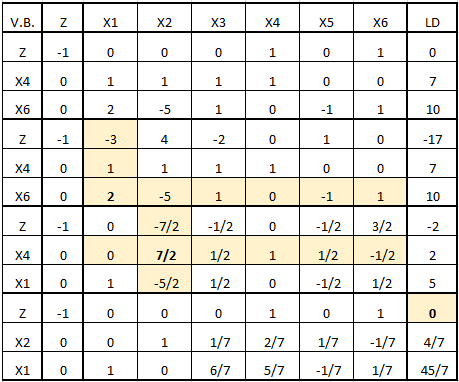 V.B. Z X1 X2 X3 X4 X5 X6 LD
Z -1 0 0 0 1 0 1 0
X4 0 1 1 1 1 0 0 7
X6 0 2 -5 1 0 -1 1 10
Z -1 -3 4 -2 0 1 0 -17
X4 0 1 1 1 1 0 0 7
X6 0 2 -5 1 0 -1 1 10
Z -1 0 -7/2 -1/2 0 -1/2 3/2 -2
X4 0 0 7/2 1/2 1 1/2 -1/2 2
X1 0 1 -5/2 1/2 0 -1/2 1/2 5
Z -1 0 0 0 1 0 1 0
X2 0 0 1 1/7 2/7 1/7 -1/7 4/7
X1 0 1 0 6/7 5/7 -1/7 1/7 45/7